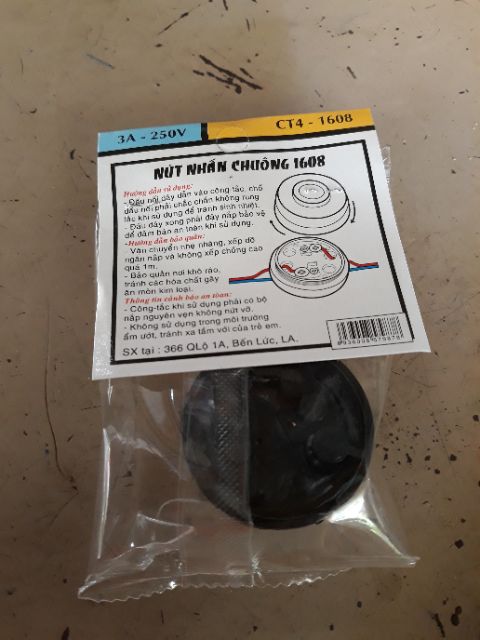 3A - 250V
CT4 - 1608
NÚT NHẤN CHUÔNG 1608
Hướng dẫn sử dụng:
- Đấu nối dây dẫn vào công tắc, chỗ
đấu nối phải chắc chắn không rung
lắc khi sử dụng để tránh sinh nhiệt.
- Đấu dây xong phải đậy nắp bảo vệ
để đảm bảo an toàn khi sử dụng.
-Hướng dẫn bảo quản:
- Vận chuyển nhẹ nhàng, xếp dỡ
ngăn nắp và không xếp chồng cao
quá 1m.
- Bảo quản nơi khô ráo,
tránh các hóa chất gây
ăn mòn kim loại.
Thông tin cảnh báo an toàn:
- Công-tắc khi sử dụng phải có bộ
nắp nguyên vẹn không nứt vỡ.
- Không sử dụng trong môi trường
ẩm ướt, tránh xa tầm với của trẻ em.
SX tại : 366 QLộ 1A, Bến Lức, LA.